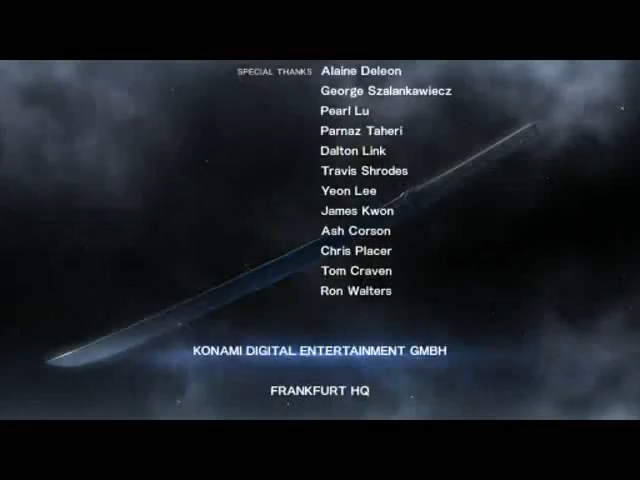 SPECIAL THANKS Alaine Deleon
George Szalankawiecz
Pearl Lu
Parnaz Taheri
Dalton Link
Travis Shrodes
Yeon Lee
James Kwon
Ash Corson
Chris Placer
Tom Craven
Ron Walters
KONAMI DIGITAL ENTERTAINMENT GMBH
FRANKFURT HQ